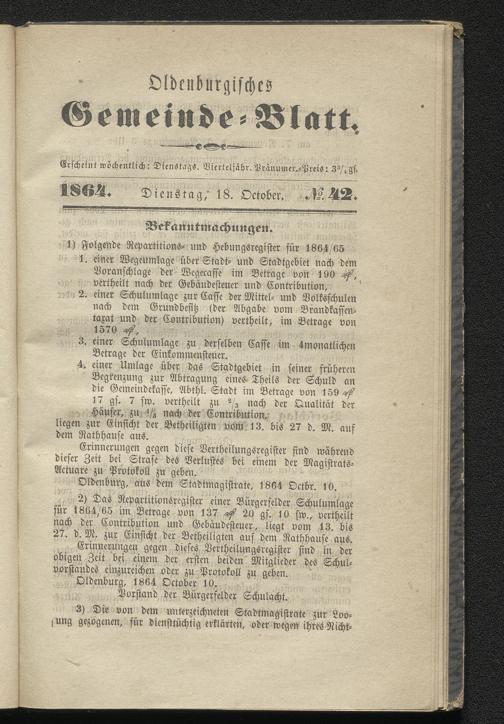 Oldenburgisches
Gemeinde-Blatt.
Erscheint wöchentlich: Dienstags. Vierteljähr. Pränumer.-Preis: 3¾ gs.
1864. Dienstag, 18. October. № 42.
Bekanntmachungen.
1) Folgende Repartitions- und Hebungsregister für 1864/65
1. einer Wegeumlage über Stadt- und Stadtgebiet nach dem
Voranschlage der Wegecasse im Betrage von 190 ₰,
vertheilt nach der Gebäudesteuer und Contribution,
2. einer Schulumlage zur Casse der Mittel- und Volksschulen
nach dem Grundbesitz (der Abgabe vom Brandkassen-
taxat und der Contribution) vertheilt, im Betrage von
1570 ₰,
3. einer Schulumlage zu derselben Casse im 4monatlichen
Betrage der Einkommensteuer.
4. einer Umlage über das Stadtgebiet in seiner früheren
Begrenzung zur Abtragung eines Theils der Schuld an
die Gemeindekasse, Abthl. Stadt im Betrage von 159 ₰
17 gs. 7 sw. vertheilt zu ⅔ nach der Qualität der
Häuser, zu ⅓ nach der Contribution,
liegen zur Einsicht der Betheiligten vom 13. bis 27 d. M. auf
dem Rathhause aus.
Erinnerungen gegen diese Vertheilungsregister sind während
dieser Zeit bei Strafe des Verlustes bei einem der Magistrats-
Actuare zu Protokoll zu geben.
Oldenburg, aus dem Stadtmagistrate, 1864 Octbr. 10.
2) Das Repartitionsregister einer Bürgerfelder Schulumlage
für 1864/65 im Betrage von 137 ₰ 20 gs. 10 sw., vertheilt
nach der Contribution und Gebäudesteuer, liegt vom 13. bis
27. d. M. zur Einsicht der Betheiligten auf dem Rathhause aus.
Erinnerungen gegen dieses Vertheilungsregister sind in der
obigen Zeit bei einem der ersten beiden Mitglieder des Schul-
vorstandes einzureichen oder zu Protokoll zu geben.
Oldenburg, 1864 October 10.
Vorstand der Bürgerfelder Schulacht.
3) Die von dem unterzeichneten Stadtmagistrate zur Loo-
sung gezogenen, für diensttüchtig erklärten, oder wegen ihres Nicht-